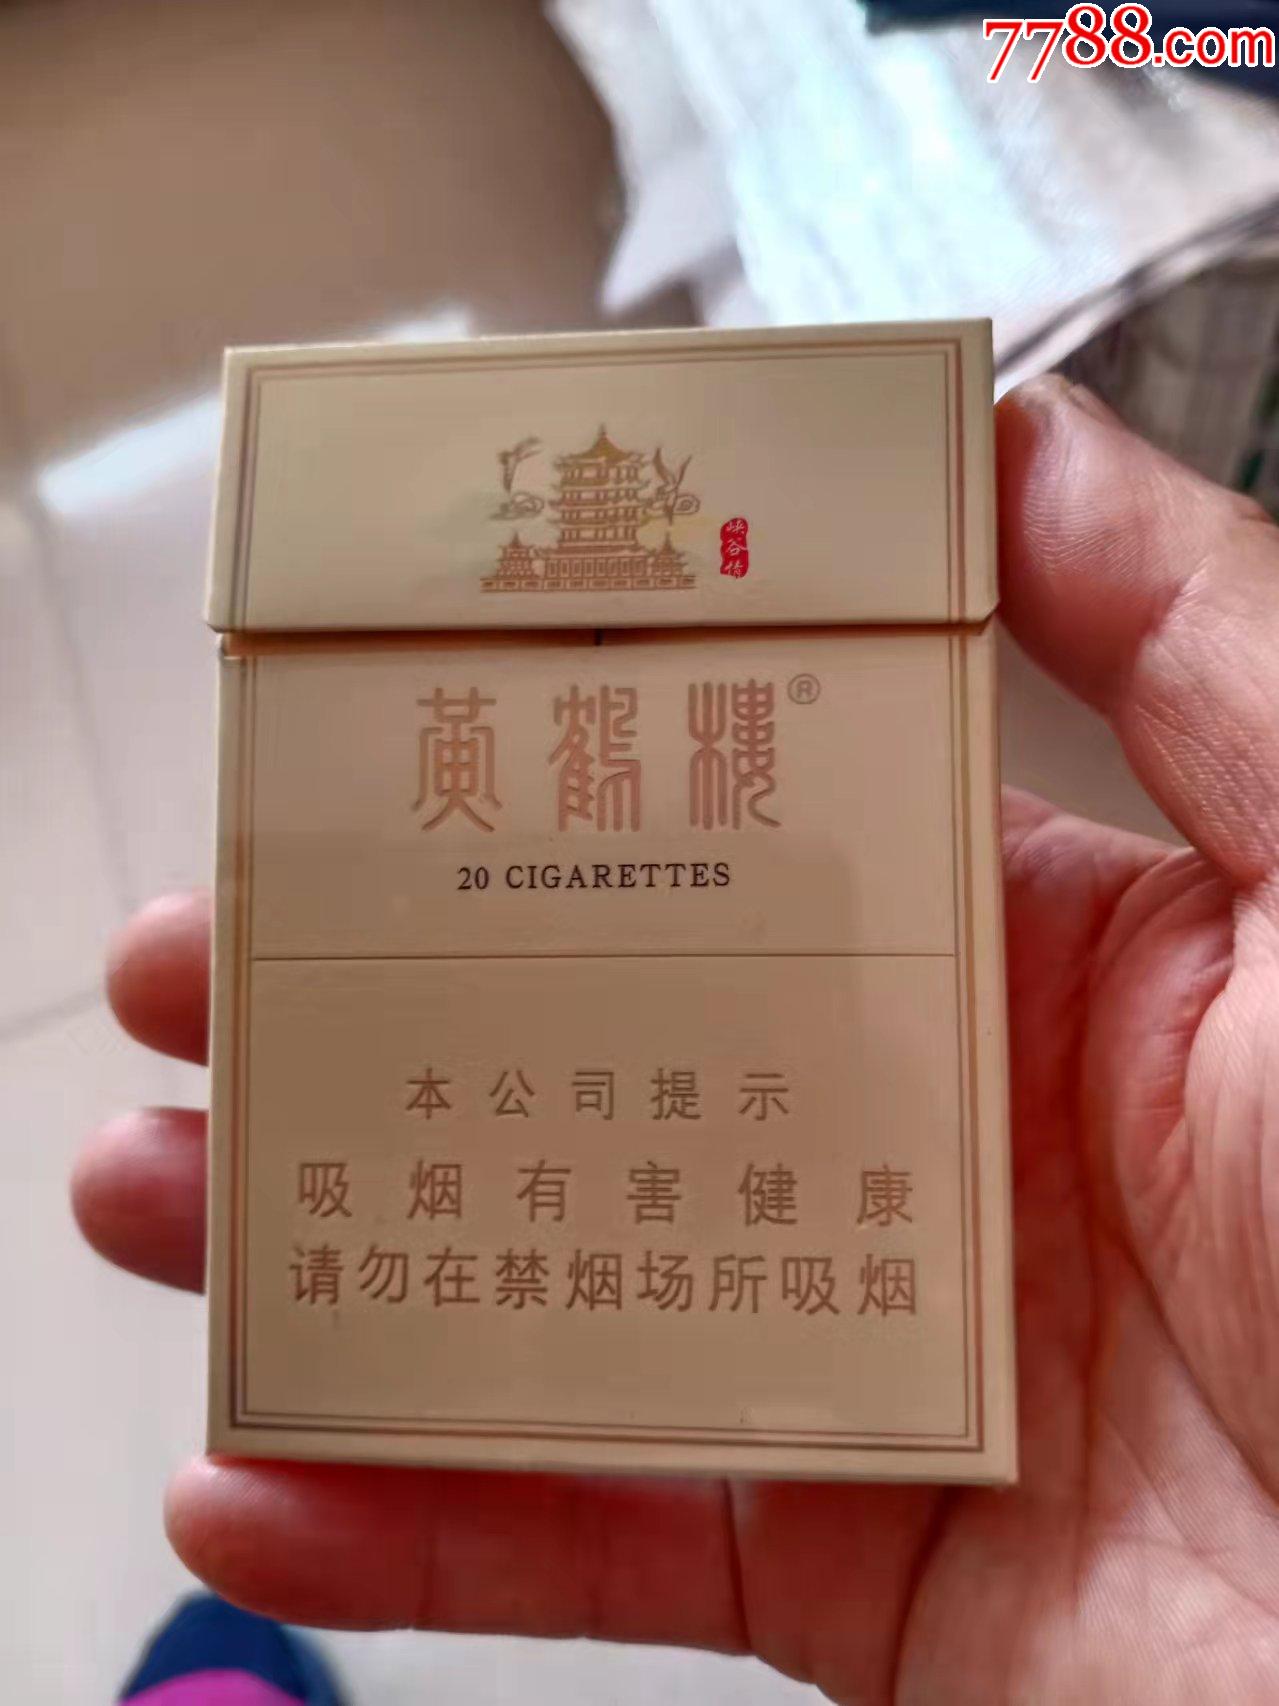 7788.com
峡谷情
黄鹤楼®
20 CIGARETTES
本公司提示
吸烟有害健康
请勿在禁烟场所吸烟